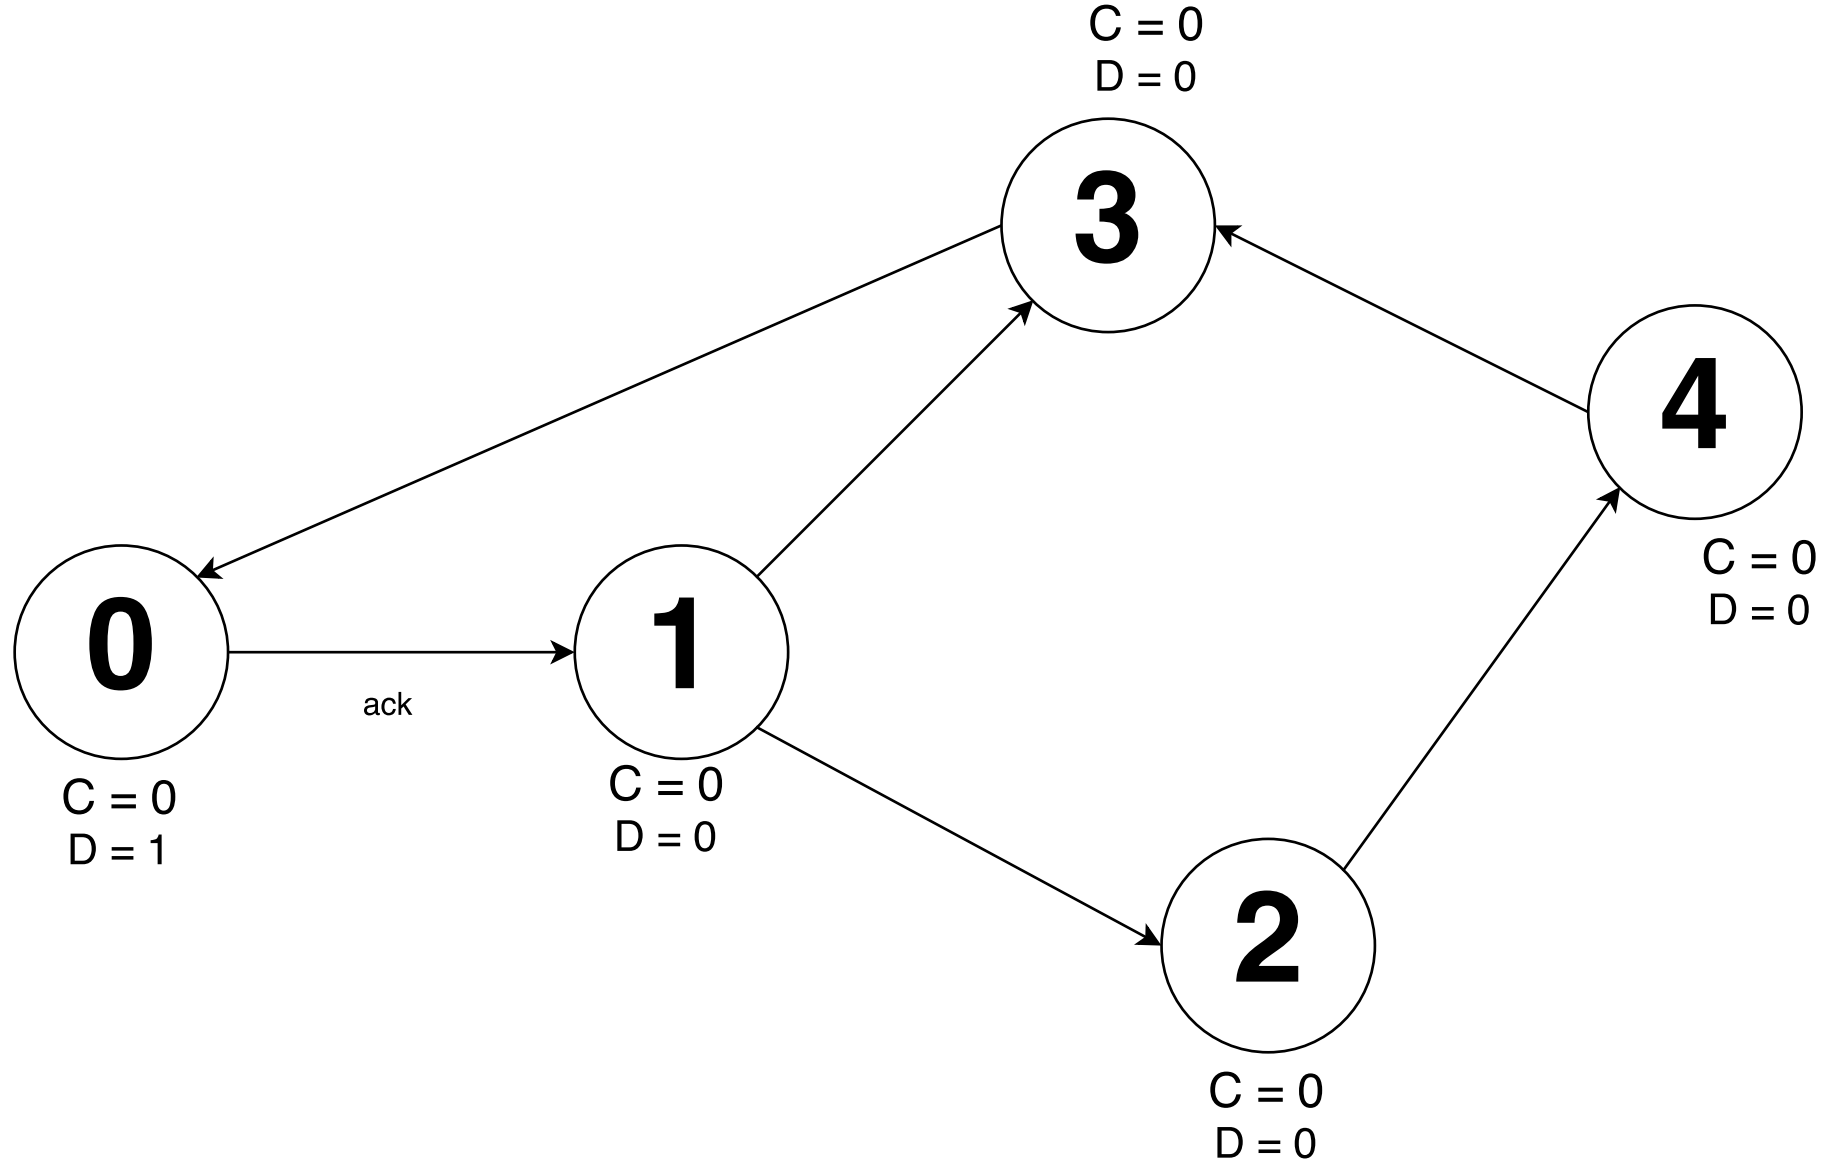 C = 0
D = 0
3
4
C = 0
D = 0
0
1
ack
C = 0
D = 1
C = 0
D = 0
2
C = 0
D = 0